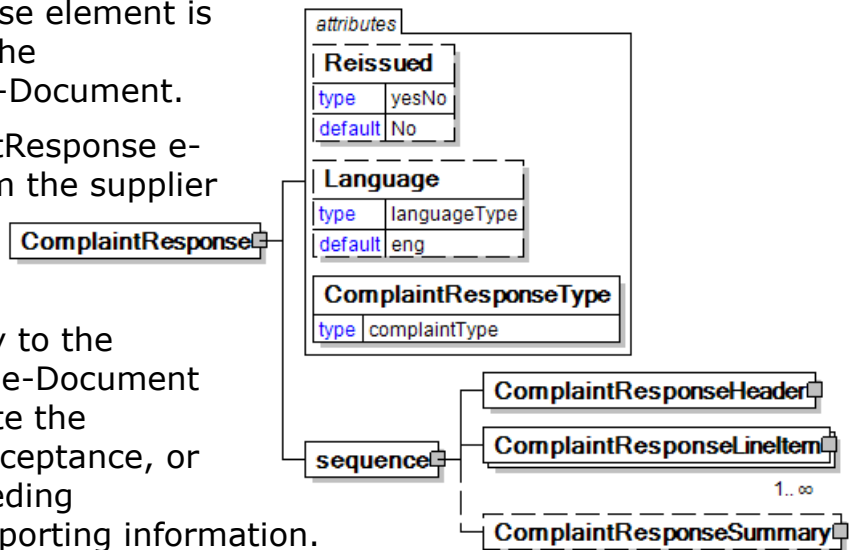 se element is
he
-Document.
tResponse e-
n the supplier
y to the
e-Document
te the
cceptance, or
eding
porting information.
ComplaintResponse
attributes
Reissued
type yesNo
default No
Language
type languageType
default eng
ComplaintResponseType
type complaintType
sequence
ComplaintResponseHeader
ComplaintResponseLineItem
1.. ∞
ComplaintResponseSummary